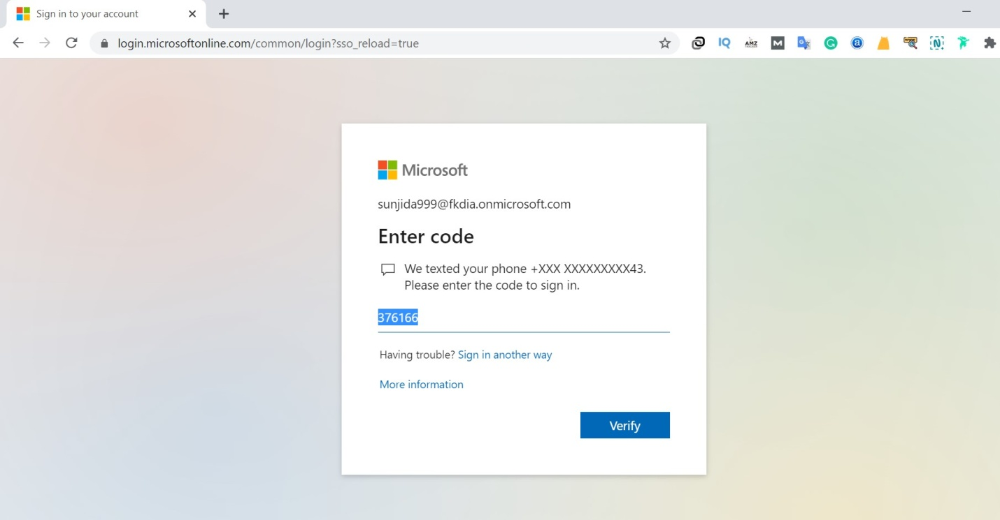 Sign in to your account
login.microsoftonline.com/common/login?sso_reload=true
IQ
AMZ
M
G
a
N
Microsoft
sunjida999@fkdia.onmicrosoft.com
Enter code
We texted your phone +XXX XXXXXXXXX43.
Please enter the code to sign in.
376166
Having trouble? Sign in another way
More information
Verify